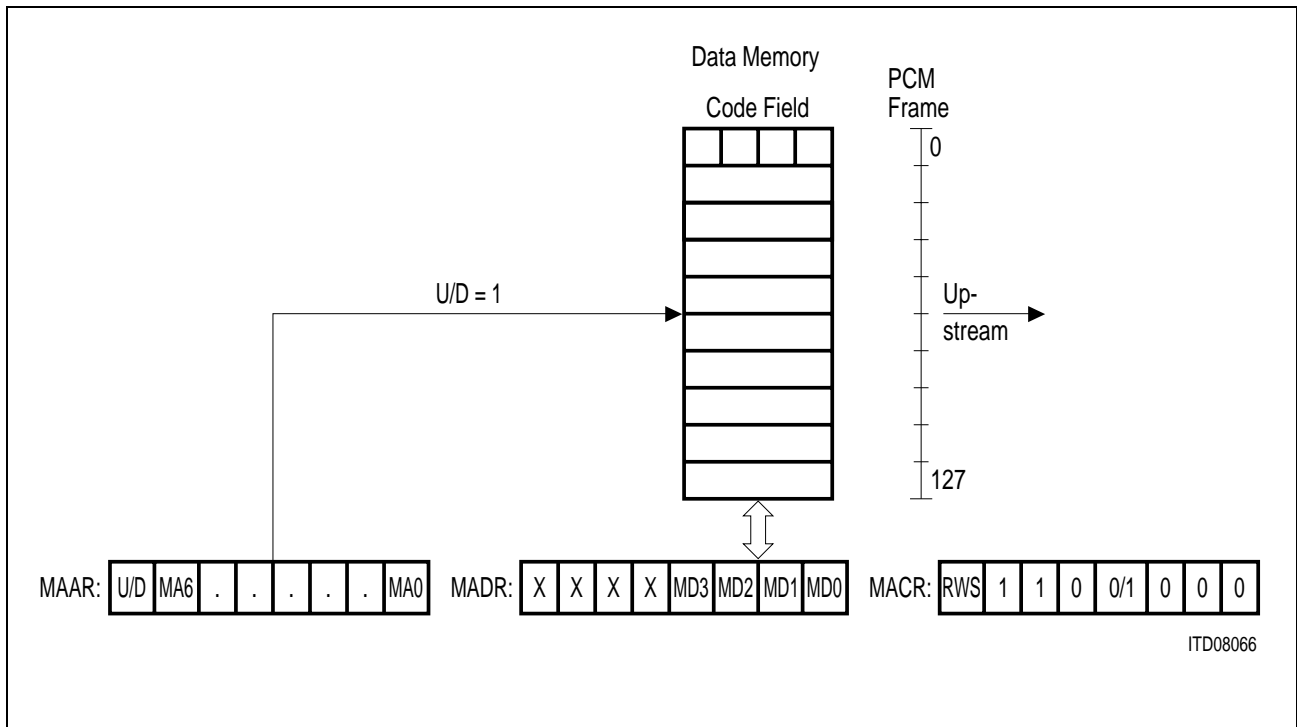 Data Memory
Code Field
PCM
Frame
0
U/D = 1
Up-
stream
127
MAAR: U/D MA6 . . . . . MA0
MADR: X X X X MD3 MD2 MD1 MD0
MACR: RWS 1 1 0 0/1 0 0 0
ITD08066